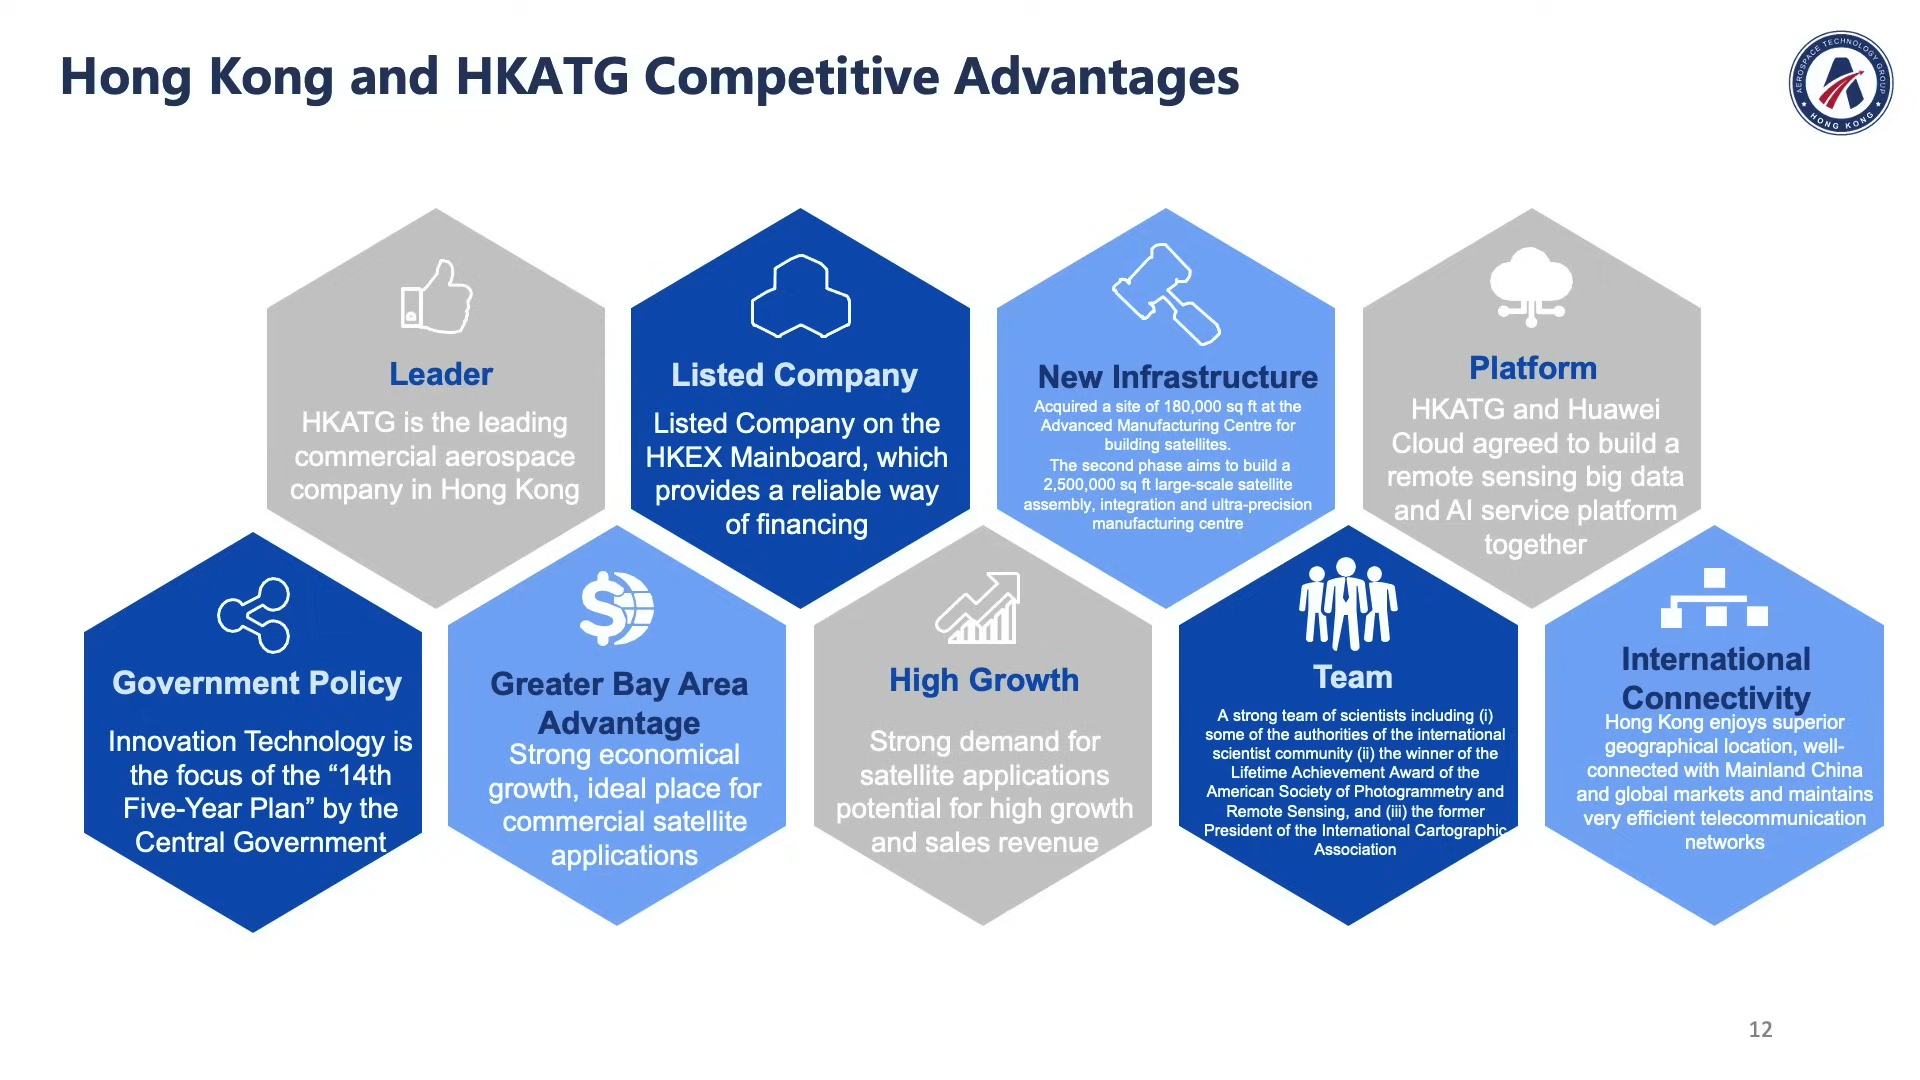 Hong Kong and HKATG Competitive Advantages
AEROSPACE TECHNOLOGY GROUP
HONG KONG
Leader
HKATG is the leading
commercial aerospace
company in Hong Kong
Listed Company
Listed Company on the
HKEX Mainboard, which
provides a reliable way
of financing
New Infrastructure
Acquired a site of 180,000 sq ft at the
Advanced Manufacturing Centre for
building satellites.
The second phase aims to build a
2,500,000 sq ft large-scale satellite
assembly, integration and ultra-precision
manufacturing centre
Platform
HKATG and Huawei
Cloud agreed to build a
remote sensing big data
and AI service platform
together
Government Policy
Innovation Technology is
the focus of the “14th
Five-Year Plan” by the
Central Government
Greater Bay Area
Advantage
Strong economical
growth, ideal place for
commercial satellite
applications
High Growth
Strong demand for
satellite applications
potential for high growth
and sales revenue
Team
A strong team of scientists including (i)
some of the authorities of the international
scientist community (ii) the winner of the
Lifetime Achievement Award of the
American Society of Photogrammetry and
Remote Sensing, and (iii) the former
President of the International Cartographic
Association
International
Connectivity
Hong Kong enjoys superior
geographical location, well-
connected with Mainland China
and global markets and maintains
very efficient telecommunication
networks
12